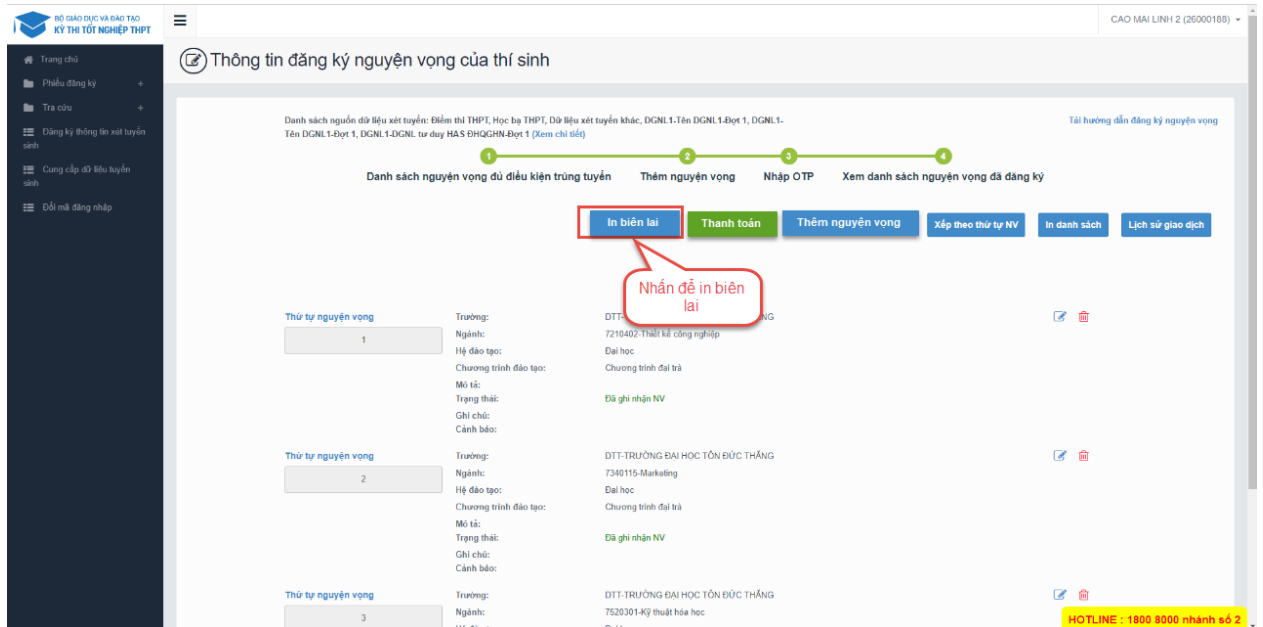 BỘ GIÁO DỤC VÀ ĐÀO TẠO
KỲ THI TỐT NGHIỆP THPT
CAO MAI LINH 2 (26000188)
Trang chủ
Phiếu đăng ký +
Tra cứu +
Đăng ký thông tin xét tuyển
sinh
Cung cấp dữ liệu tuyển
sinh
Đổi mã đăng nhập
Thông tin đăng ký nguyện vọng của thí sinh
Danh sách nguồn dữ liệu xét tuyển: Điểm thi THPT, Học bạ THPT, Dữ liệu xét tuyển khác, DGNL1-Tên DGNL1-Đợt 1, DGNL1-
Tên DGNL1-Đợt 1, DGNL1-DGNL tư duy HAS ĐHQGHN-Đợt 1 (Xem chi tiết)
Tải hướng dẫn đăng ký nguyện vọng
1 2 3 4
Danh sách nguyện vọng đủ điều kiện trúng tuyển Thêm nguyện vọng Nhập OTP Xem danh sách nguyện vọng đã đăng ký
In biên lai Thanh toán Thêm nguyện vọng Xếp theo thứ tự NV In danh sách Lịch sử giao dịch
Nhấn để in biên
lai
Thứ tự nguyện vọng Trường: DTT- NG
1 Ngành: 7210402-Thiết kế công nghiệp
Hệ đào tạo: Đại học
Chương trình đào tạo: Chương trình đại trà
Mô tả:
Trạng thái: Đã ghi nhận NV
Ghi chú:
Cảnh báo:
Thứ tự nguyện vọng Trường: DTT-TRƯỜNG ĐẠI HỌC TÔN ĐỨC THẮNG
2 Ngành: 7340115-Marketing
Hệ đào tạo: Đại học
Chương trình đào tạo: Chương trình đại trà
Mô tả:
Trạng thái: Đã ghi nhận NV
Ghi chú:
Cảnh báo:
Thứ tự nguyện vọng Trường: DTT-TRƯỜNG ĐẠI HỌC TÔN ĐỨC THẮNG
3 Ngành: 7520301-Kỹ thuật hóa học
HOTLINE : 1800 8000 nhánh số 2